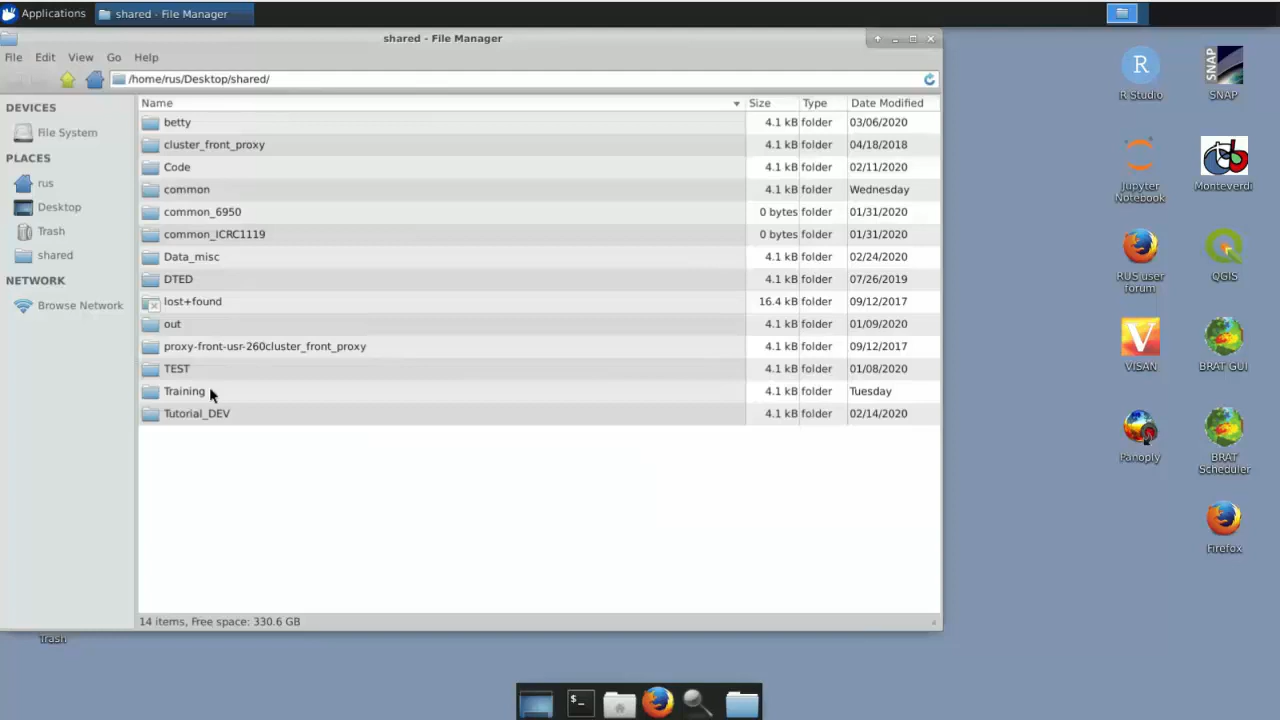 Applications
shared - File Manager
shared - File Manager
File Edit View Go Help
/home/rus/Desktop/shared/
DEVICES
File System
PLACES
rus
Desktop
Trash
shared
NETWORK
Browse Network
Name Size Type Date Modified
betty 4.1 kB folder 03/06/2020
cluster_front_proxy 4.1 kB folder 04/18/2018
Code 4.1 kB folder 02/11/2020
common 4.1 kB folder Wednesday
common_6950 0 bytes folder 01/31/2020
common_ICRC1119 0 bytes folder 01/31/2020
Data_misc 4.1 kB folder 02/24/2020
DTED 4.1 kB folder 07/26/2019
lost+found 16.4 kB folder 09/12/2017
out 4.1 kB folder 01/09/2020
proxy-front-usr-260cluster_front_proxy 4.1 kB folder 09/12/2017
TEST 4.1 kB folder 01/08/2020
Training 4.1 kB folder Tuesday
Tutorial_DEV 4.1 kB folder 02/14/2020
14 items, Free space: 330.6 GB
Trash
R
R Studio
SNAP
SNAP
Jupyter
Notebook
Monteverdi
RUS user
forum
QGIS
V
VISAN
BRAT GUI
Panoply
BRAT
Scheduler
Firefox
$_